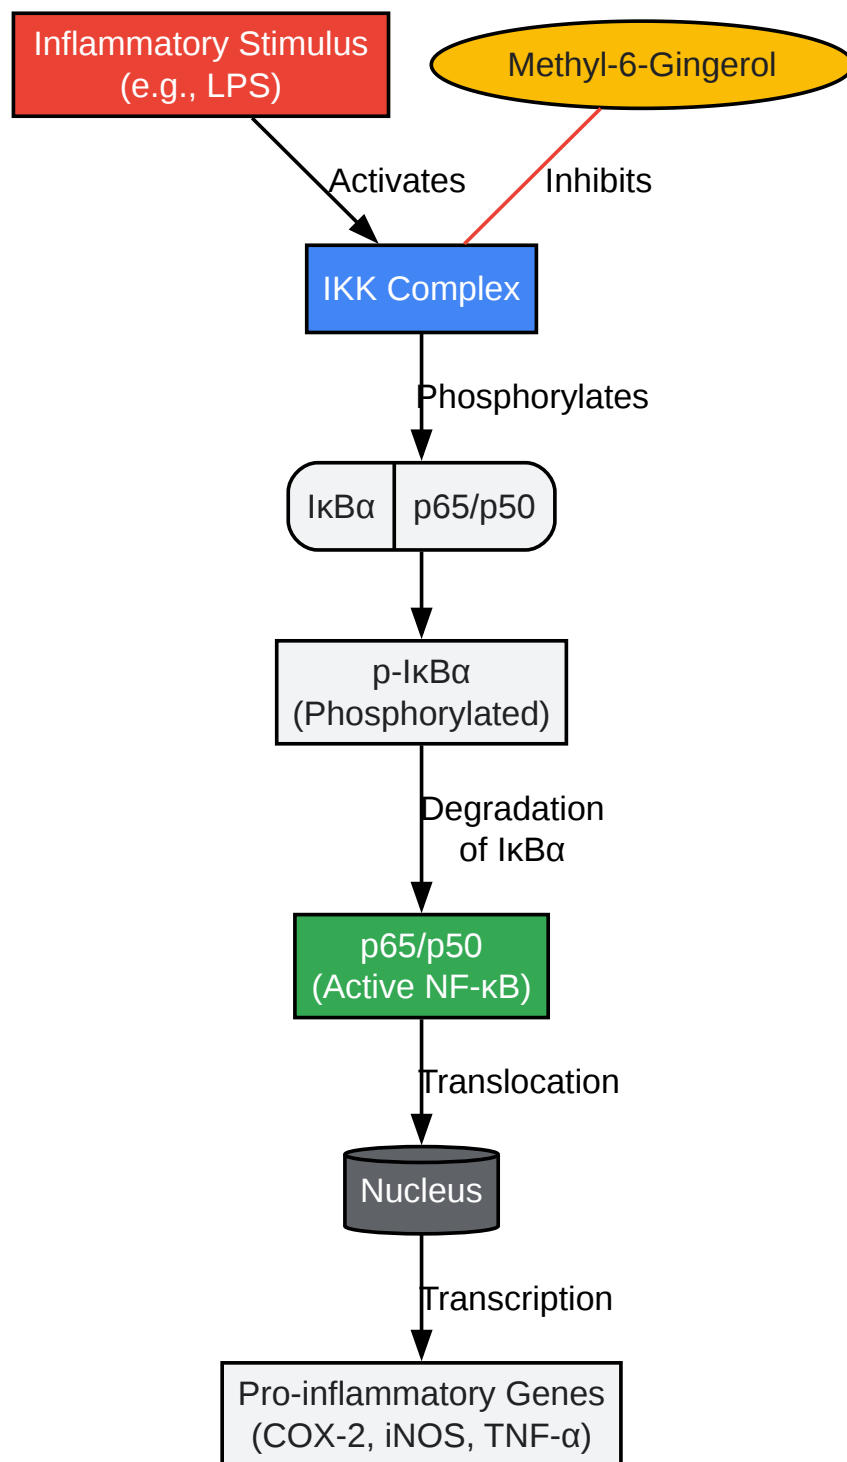 Inflammatory Stimulus
(e.g., LPS)
Methyl-6-Gingerol
Activates
Inhibits
IKK Complex
Phosphorylates
IκBα
p65/p50
p-IκBα
(Phosphorylated)
Degradation
of IκBα
p65/p50
(Active NF-κB)
Translocation
Nucleus
Transcription
Pro-inflammatory Genes
(COX-2, iNOS, TNF-α)